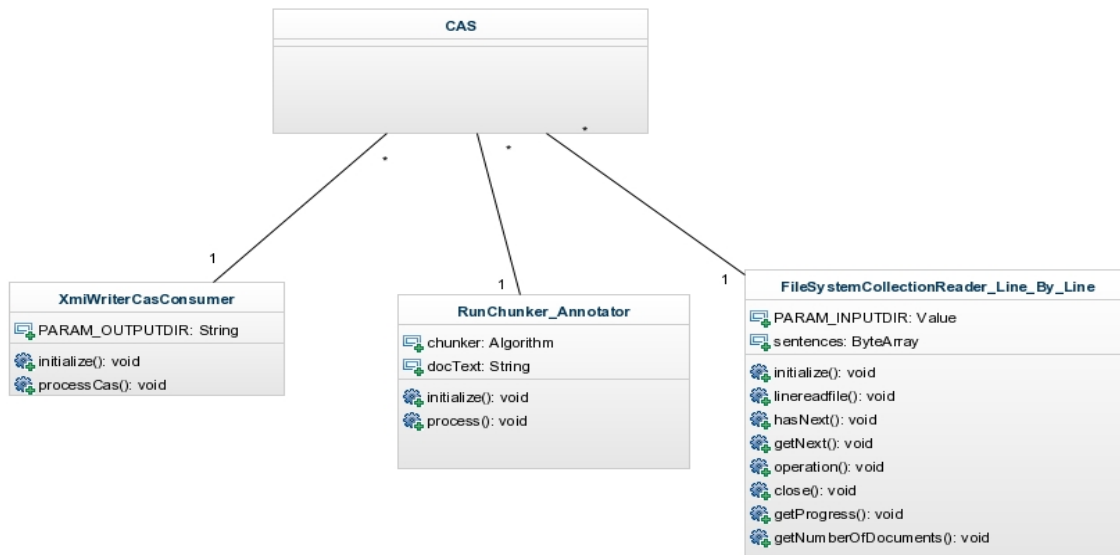 CAS
*
*
*
1
1
1
XmiWriterCasConsumer
PARAM_OUTPUTDIR: String
initialize(): void
processCas(): void
RunChunker_Annotator
chunker: Algorithm
docText: String
initialize(): void
process(): void
FileSystemCollectionReader_Line_By_Line
PARAM_INPUTDIR: Value
sentences: ByteArray
initialize(): void
linereadfile(): void
hasNext(): void
getNext(): void
operation(): void
close(): void
getProgress(): void
getNumberOfDocuments(): void